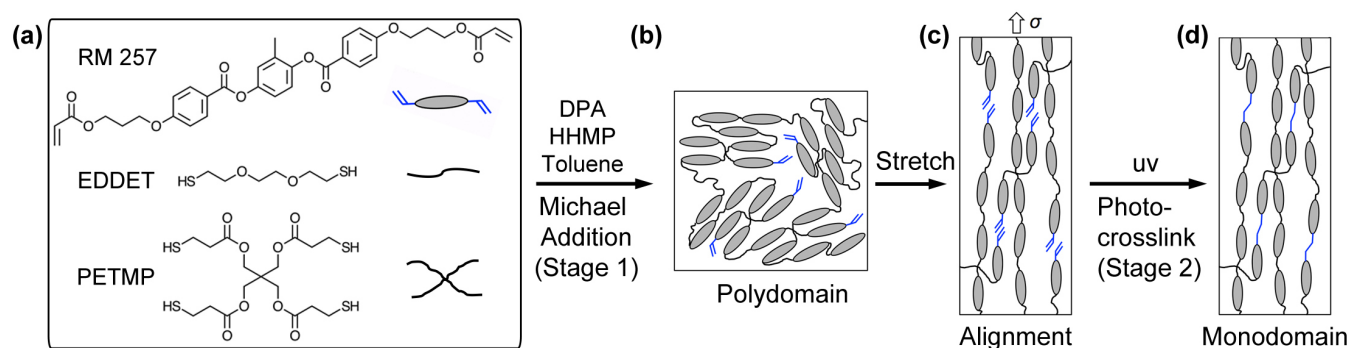 (a)
RM 257
O
O
O
O
O
O
O
O
O
O
EDDET
HS
O
O
SH
PETMP
SH
O
O
SH
O
O
O
O
HS
O
O
SH
DPA
HHMP
Toluene
Michael
Addition
(Stage 1)
(b)
Polydomain
Stretch
(c)
σ
Alignment
uv
Photo-
crosslink
(Stage 2)
(d)
Monodomain